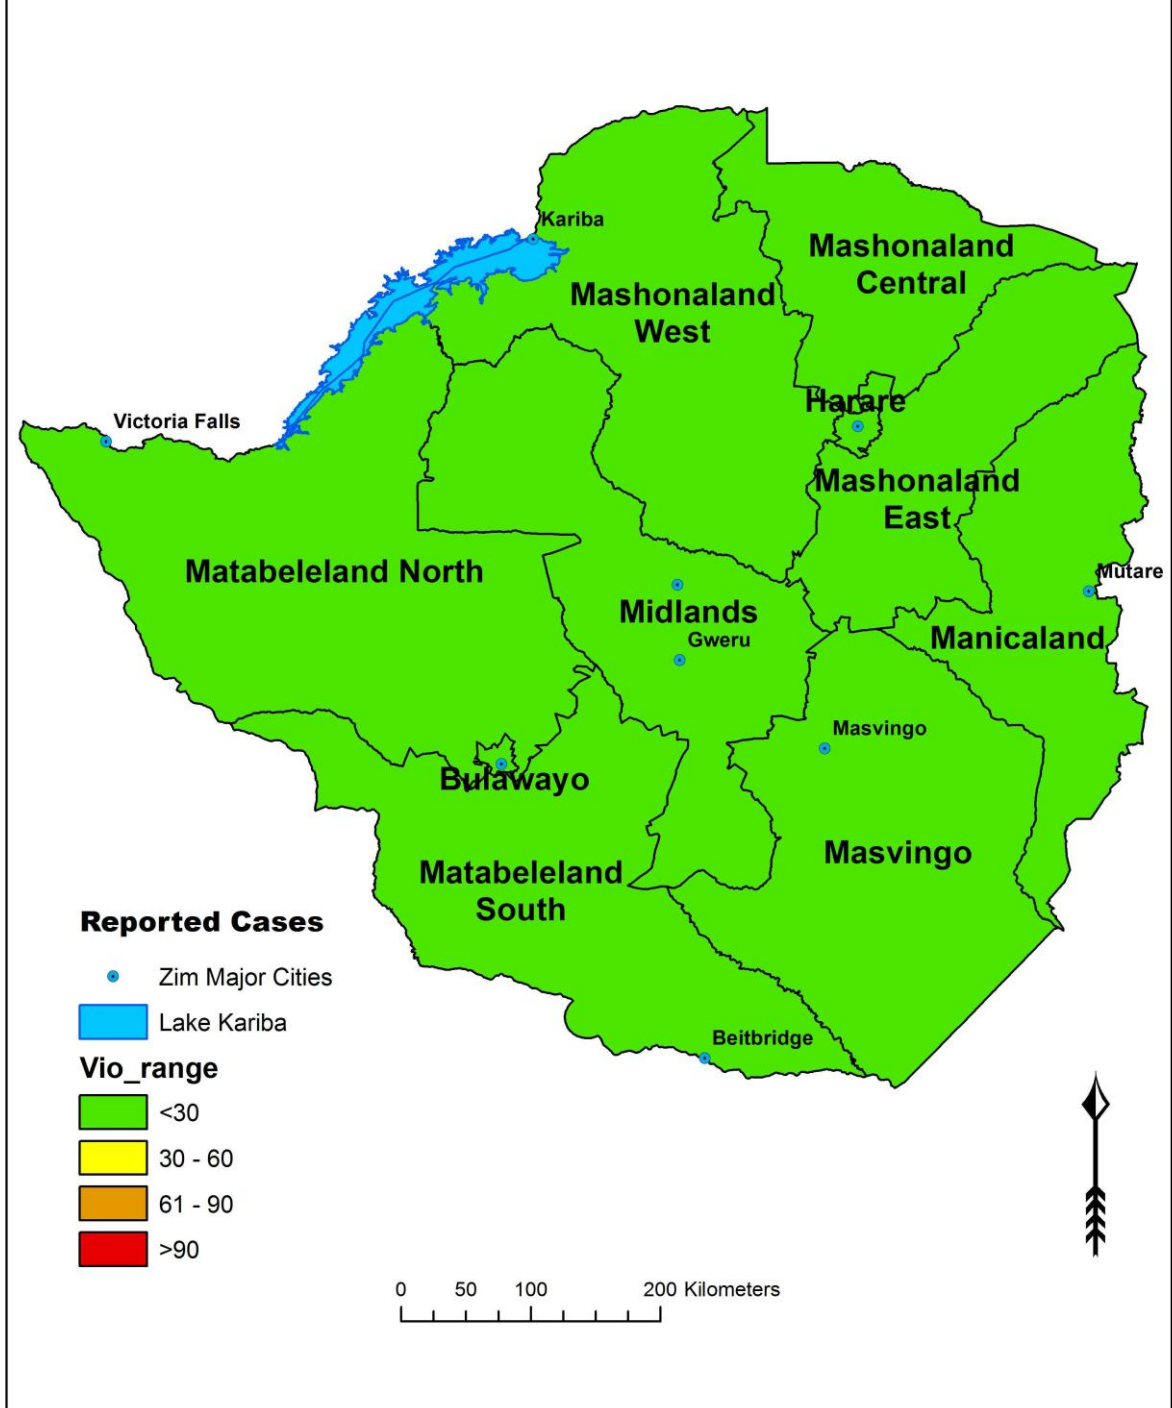 Kariba
Mashonaland
Central
Mashonaland
West
Harare
Victoria Falls
Mashonaland
East
Matabeleland North
Mutare
Midlands
Gweru
Manicaland
Masvingo
Bulawayo
Masvingo
Matabeleland
South
Reported Cases
Zim Major Cities
Lake Kariba
Beitbridge
Vio_range
<30
30 - 60
61 - 90
>90
0 50 100 200 Kilometers